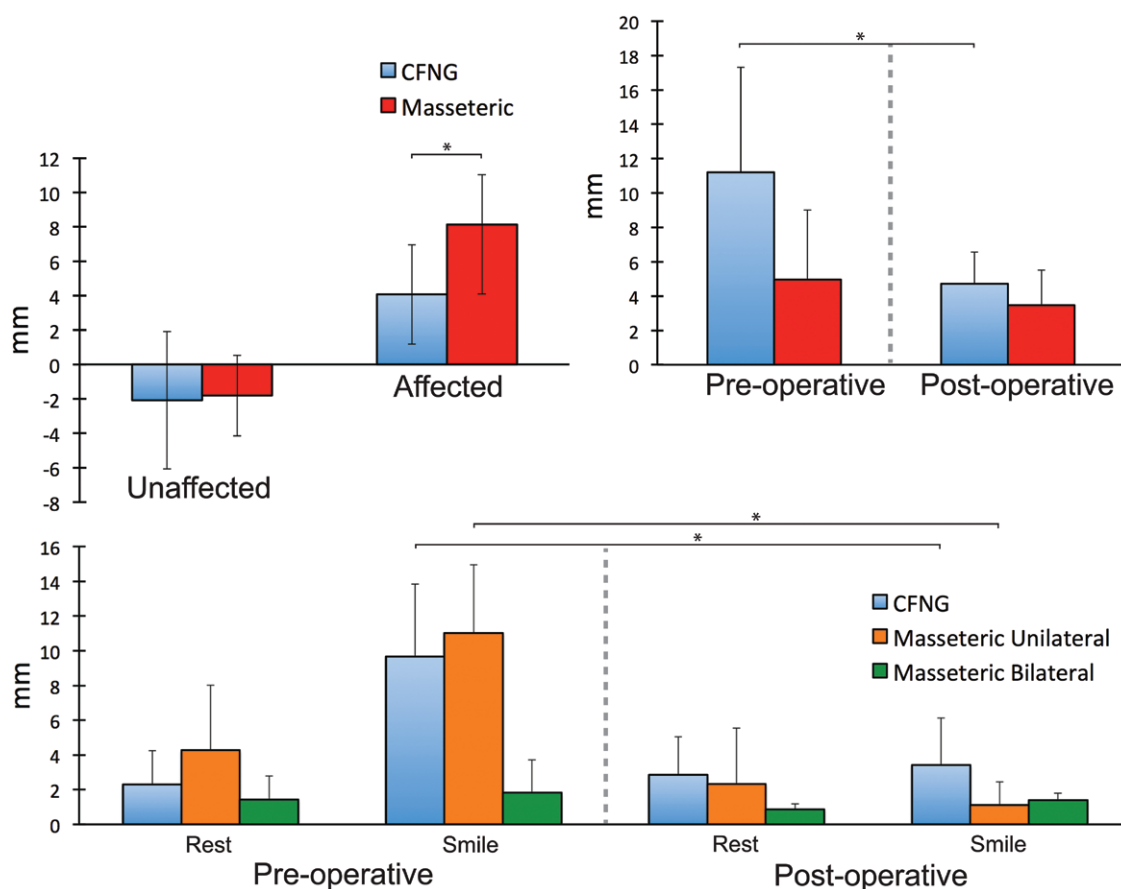 CFNG
Masseteric
*
12
10
8
6
4
2
0
-2
-4
-6
-8
mm
Unaffected
Affected
*
20
18
16
14
12
10
8
6
4
2
0
mm
Pre-operative
Post-operative
*
*
16
14
12
10
8
6
4
2
0
mm
CFNG
Masseteric Unilateral
Masseteric Bilateral
Rest
Smile
Rest
Smile
Pre-operative
Post-operative